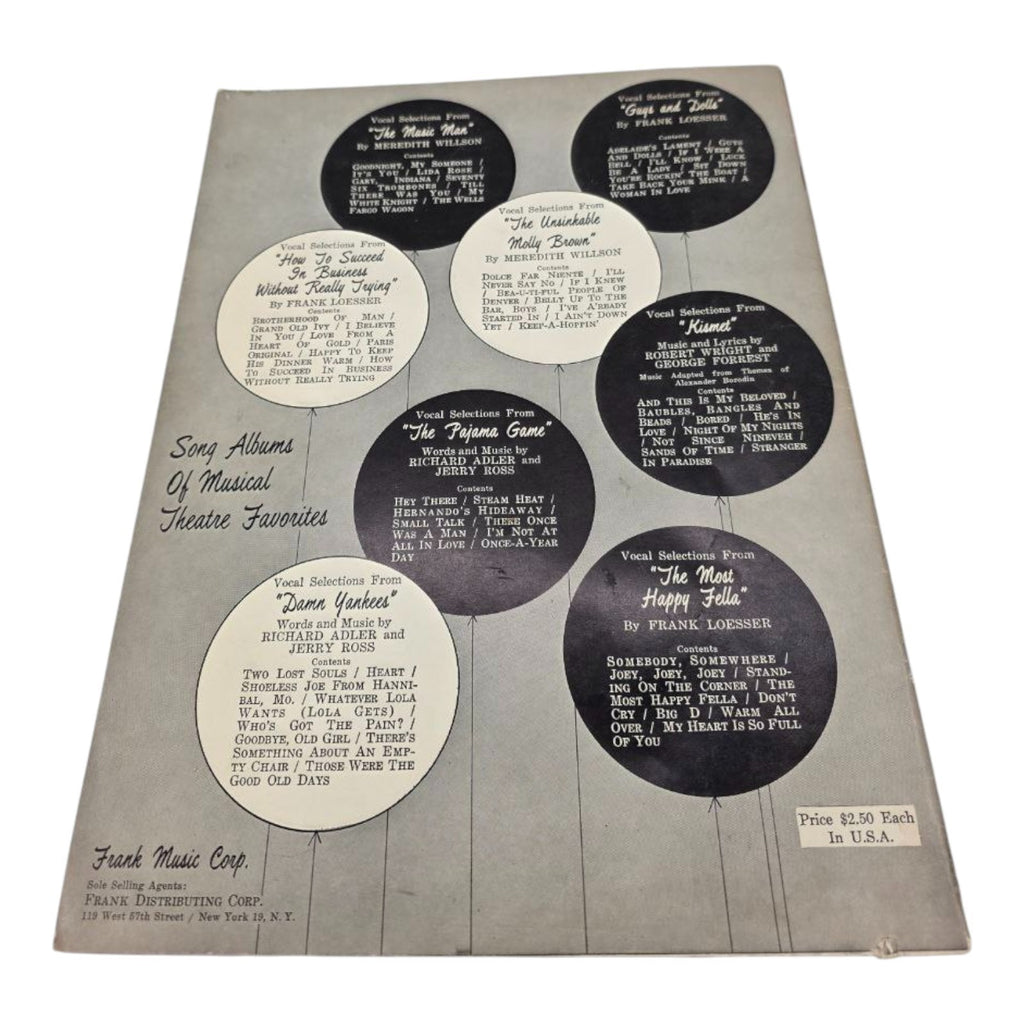 Vocal Selections From
"The Music Man"
By MEREDITH WILLSON
Contents
GOODNIGHT, MY SOMEONE /
IT'S YOU / LIDA ROSE /
GARY, INDIANA / SEVENTY
SIX TROMBONES / TILL
THERE WAS YOU / MY
WHITE KNIGHT / THE WELLS
FARGO WAGON
Vocal Selections From
"Guys and Dolls"
By FRANK LOESSER
Contents
ADELAIDE'S LAMENT / GUYS
AND DOLLS / IF I WERE A
BELL / I'LL KNOW / LUCK
BE A LADY / SIT DOWN
YOU'RE ROCKIN' THE BOAT /
TAKE BACK YOUR MINK / A
WOMAN IN LOVE
Vocal Selections From
"The Unsinkable
Molly Brown"
By MEREDITH WILLSON
Contents
DOLCE FAR NIENTE / I'LL
NEVER SAY NO / IF I KNEW
/ BEA-U-TI-FUL PEOPLE OF
DENVER / BELLY UP TO THE
BAR, BOYS / I'VE A'READY
STARTED IN / I AIN'T DOWN
YET / KEEP-A-HOPPIN'
Vocal Selections From
"How To Succeed
In Business
Without Really Trying"
By FRANK LOESSER
Contents
BROTHERHOOD OF MAN /
GRAND OLD IVY / I BELIEVE
IN YOU / LOVE FROM A
HEART OF GOLD / PARIS
ORIGINAL / HAPPY TO KEEP
HIS DINNER WARM / HOW
TO SUCCEED IN BUSINESS
WITHOUT REALLY TRYING
Vocal Selections From
"Kismet"
Music and Lyrics by
ROBERT WRIGHT and
GEORGE FORREST
Music Adapted from Themes of
Alexander Borodin
Contents
AND THIS IS MY BELOVED /
BAUBLES, BANGLES AND
BEADS / BORED / HE'S IN
LOVE / NIGHT OF MY NIGHTS
/ NOT SINCE NINEVEH /
SANDS OF TIME / STRANGER
IN PARADISE
Song Albums
Of Musical
Theatre Favorites
Vocal Selections From
"The Pajama Game"
Words and Music by
RICHARD ADLER and
JERRY ROSS
Contents
HEY THERE / STEAM HEAT /
HERNANDO'S HIDEAWAY /
SMALL TALK / THERE ONCE
WAS A MAN / I'M NOT AT
ALL IN LOVE / ONCE-A-YEAR
DAY
Vocal Selections From
"Damn Yankees"
Words and Music by
RICHARD ADLER and
JERRY ROSS
Contents
TWO LOST SOULS / HEART /
SHOELESS JOE FROM HANNI-
BAL, MO. / WHATEVER LOLA
WANTS (LOLA GETS) /
WHO'S GOT THE PAIN? /
GOODBYE, OLD GIRL / THERE'S
SOMETHING ABOUT AN EMP-
TY CHAIR / THOSE WERE THE
GOOD OLD DAYS
Vocal Selections From
"The Most
Happy Fella"
By FRANK LOESSER
Contents
SOMEBODY, SOMEWHERE /
JOEY, JOEY, JOEY / STAND-
ING ON THE CORNER / THE
MOST HAPPY FELLA / DON'T
CRY / BIG D / WARM ALL
OVER / MY HEART IS SO FULL
OF YOU
Price $2.50 Each
In U.S.A.
Frank Music Corp.
Sole Selling Agents:
FRANK DISTRIBUTING CORP.
119 West 57th Street / New York 19, N. Y.